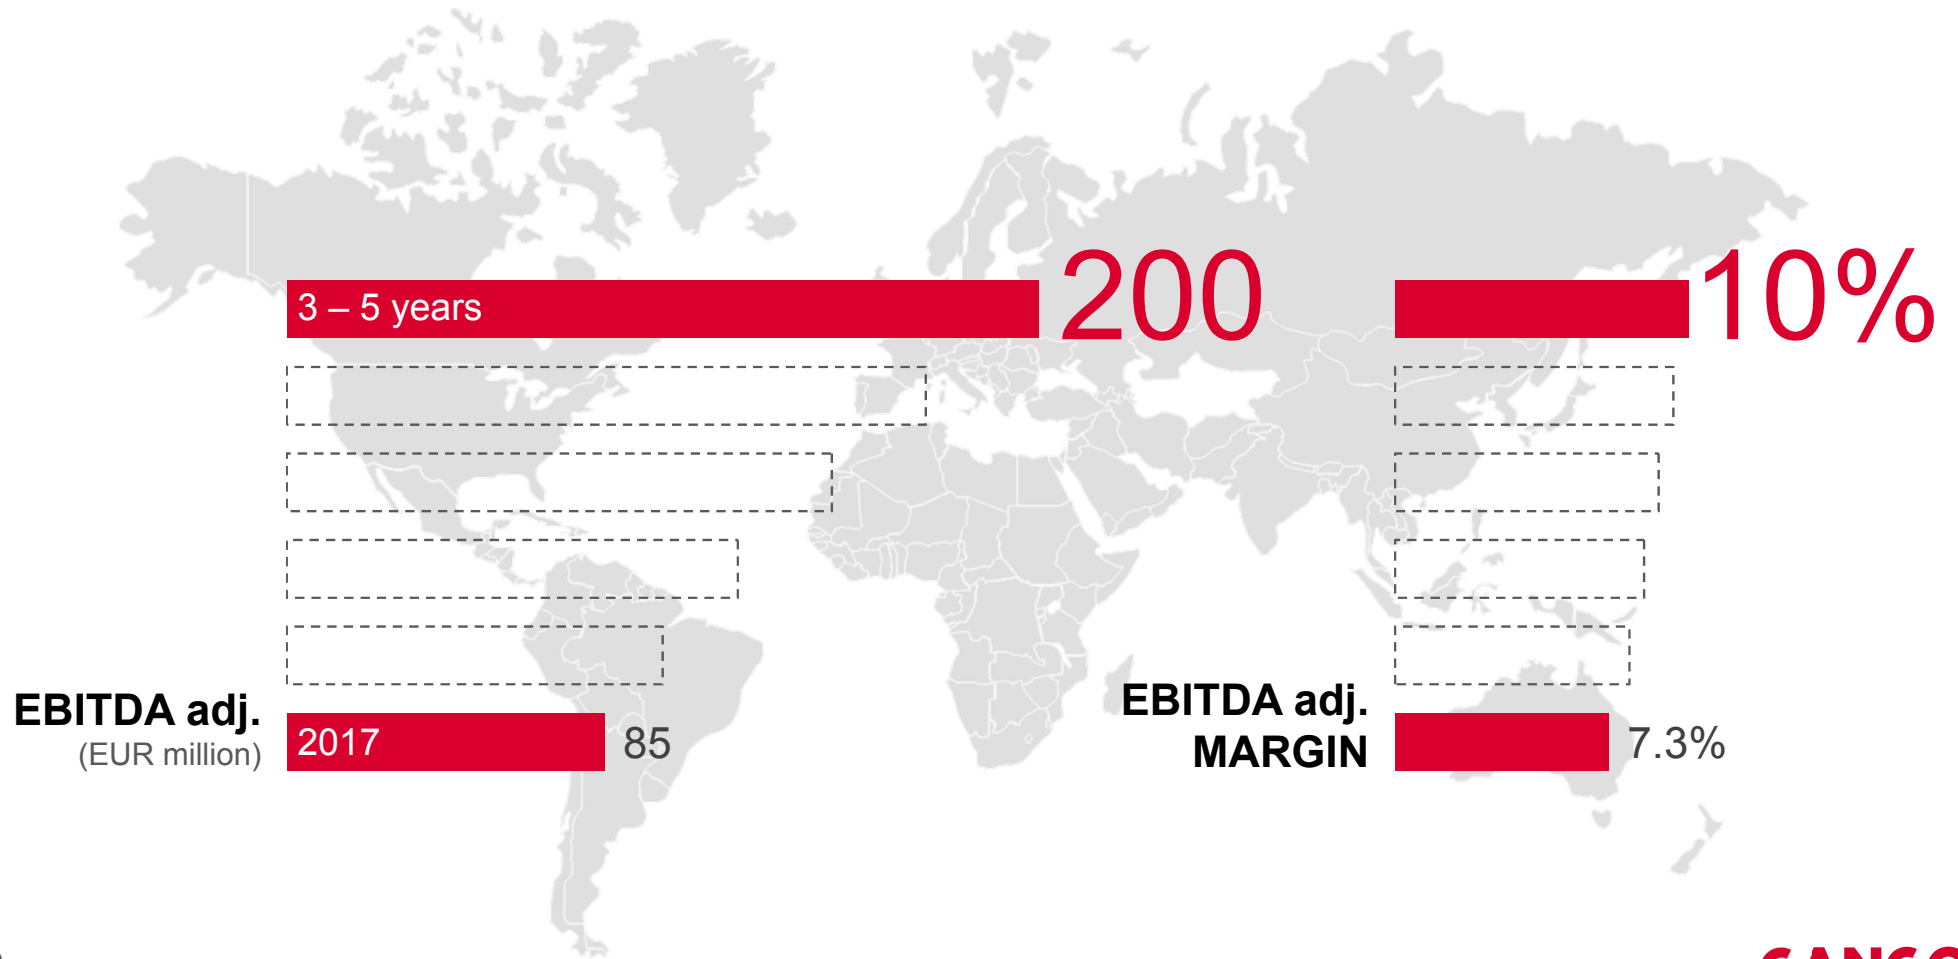 3 – 5 years
200
10%
EBITDA adj.
(EUR million)
2017
85
EBITDA adj.
MARGIN
7.3%